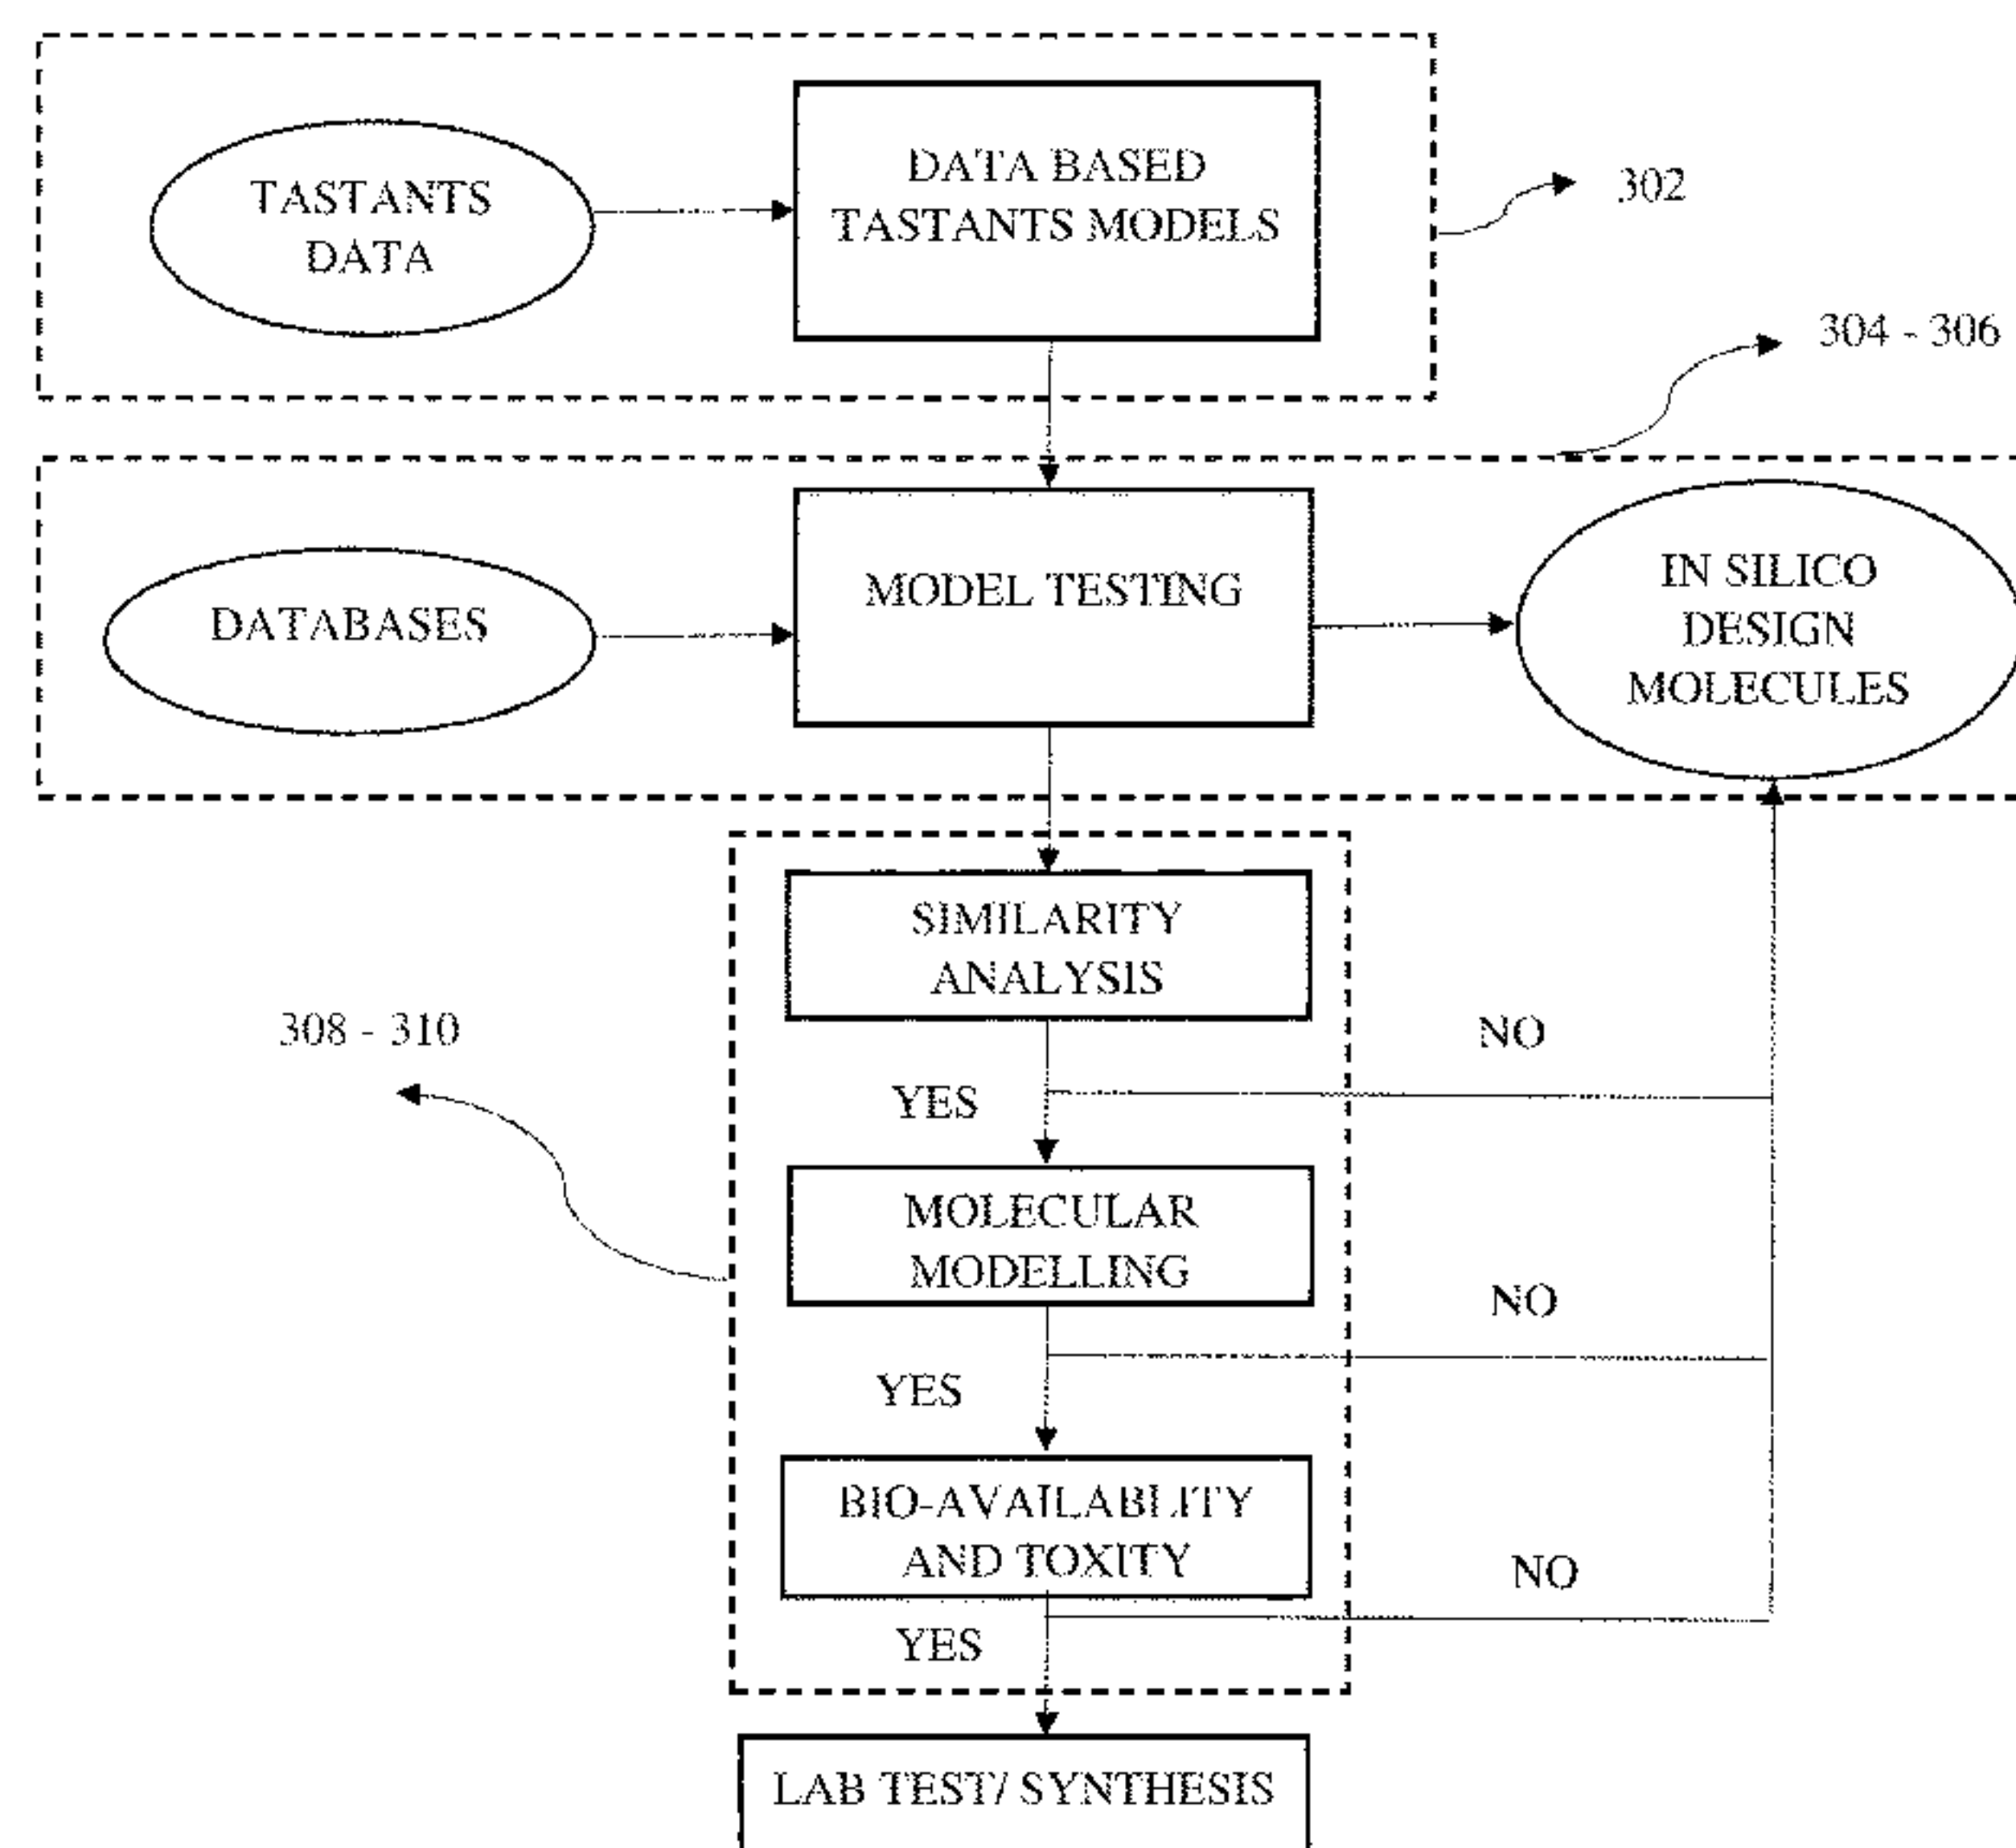 TASTANTS
DATA
DATA BASED
TASTANTS MODELS
302
304 - 306
DATABASES
MODEL TESTING
IN SILICO
DESIGN
MOLECULES
SIMILARITY
ANALYSIS
308 - 310
NO
YES
MOLECULAR
MODELLING
NO
YES
BIO-AVAILABLITY
AND TOXITY
NO
YES
LAB TEST/ SYNTHESIS